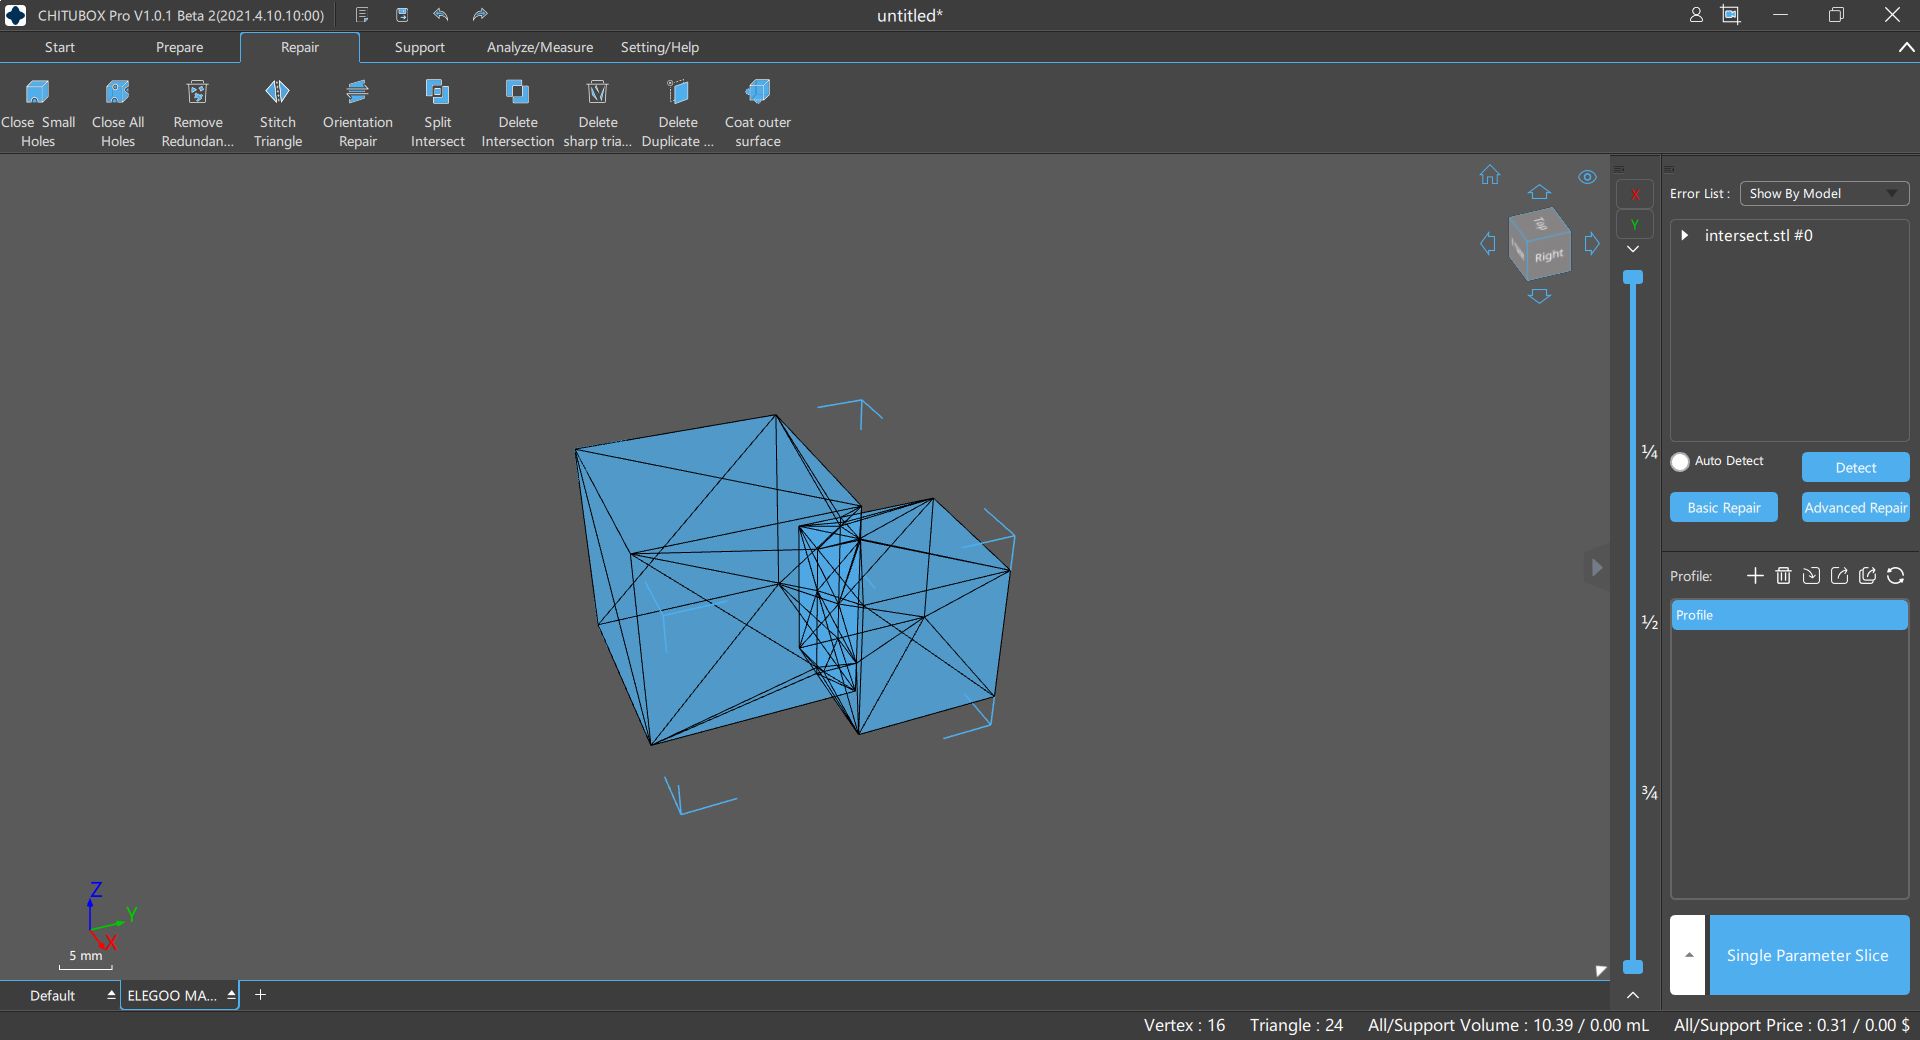 CHITUBOX Pro V1.0.1 Beta 2(2021.4.10.10:00)
untitled*
Start
Prepare
Repair
Support
Analyze/Measure
Setting/Help
Close Small
Holes
Close All
Holes
Remove
Redundan...
Stitch
Triangle
Orientation
Repair
Split
Intersect
Delete
Intersection
Delete
sharp tria...
Delete
Duplicate ...
Coat outer
surface
Top
Right
X
Y
Error List :
Show By Model
intersect.stl #0
¼
Auto Detect
Detect
Basic Repair
Advanced Repair
Profile:
Profile
½
¾
Z
Y
X
5 mm
Single Parameter Slice
Default
ELEGOO MA...
+
Vertex : 16
Triangle : 24
All/Support Volume : 10.39 / 0.00 mL
All/Support Price : 0.31 / 0.00 $